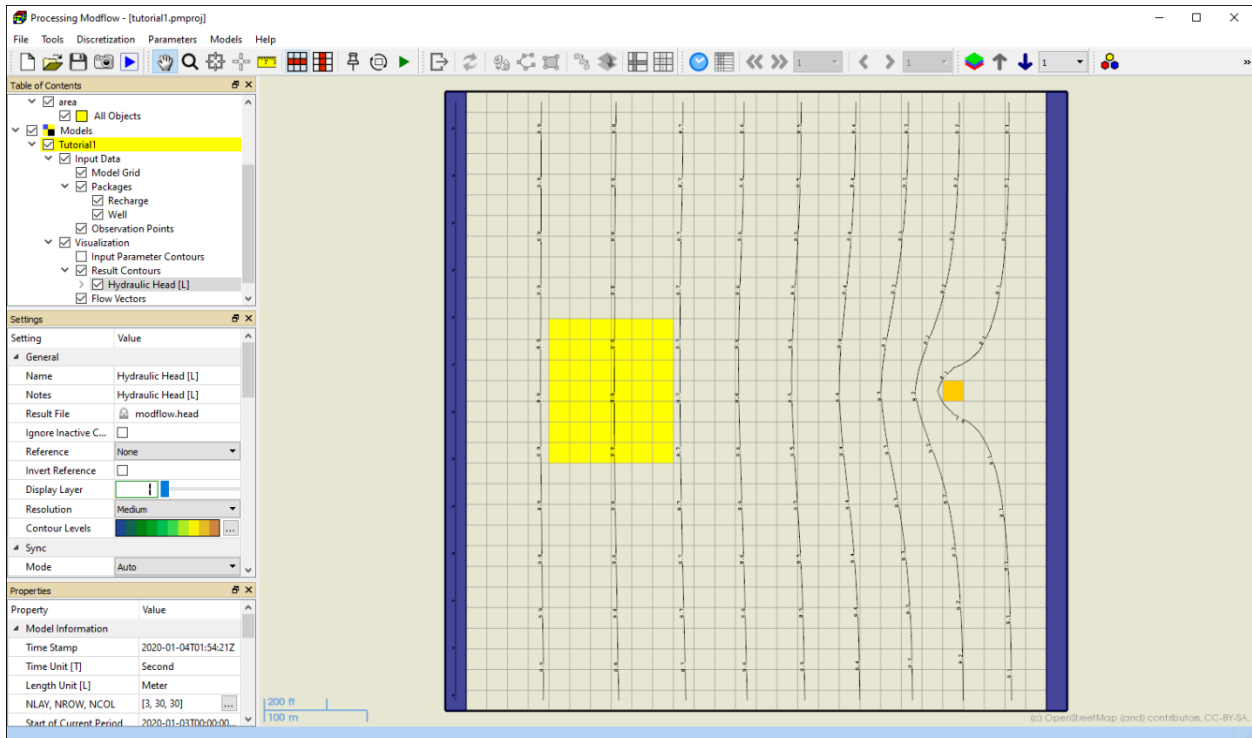 Processing Modflow - [tutorial1.pmproj]
File Tools Discretization Parameters Models Help
1 1 1 »
Table of Contents
area
All Objects
Models
Tutorial1
Input Data
Model Grid
Packages
Recharge
Well
Observation Points
Visualization
Input Parameter Contours
Result Contours
Hydraulic Head [L]
Flow Vectors
Settings
Setting Value
General
Name Hydraulic Head [L]
Notes Hydraulic Head [L]
Result File modflow.head
Ignore Inactive C...
Reference None
Invert Reference
Display Layer 1
Resolution Medium
Contour Levels ...
Sync
Mode Auto
Properties
Property Value
Model Information
Time Stamp 2020-01-04T01:54:21Z
Time Unit [T] Second
Length Unit [L] Meter
NLAY, NROW, NCOL [3, 30, 30] ...
Start of Current Period 2020-01-03T00:00:00...
200 ft
100 m
(c) OpenStreetMap (and) contributors, CC-BY-SA